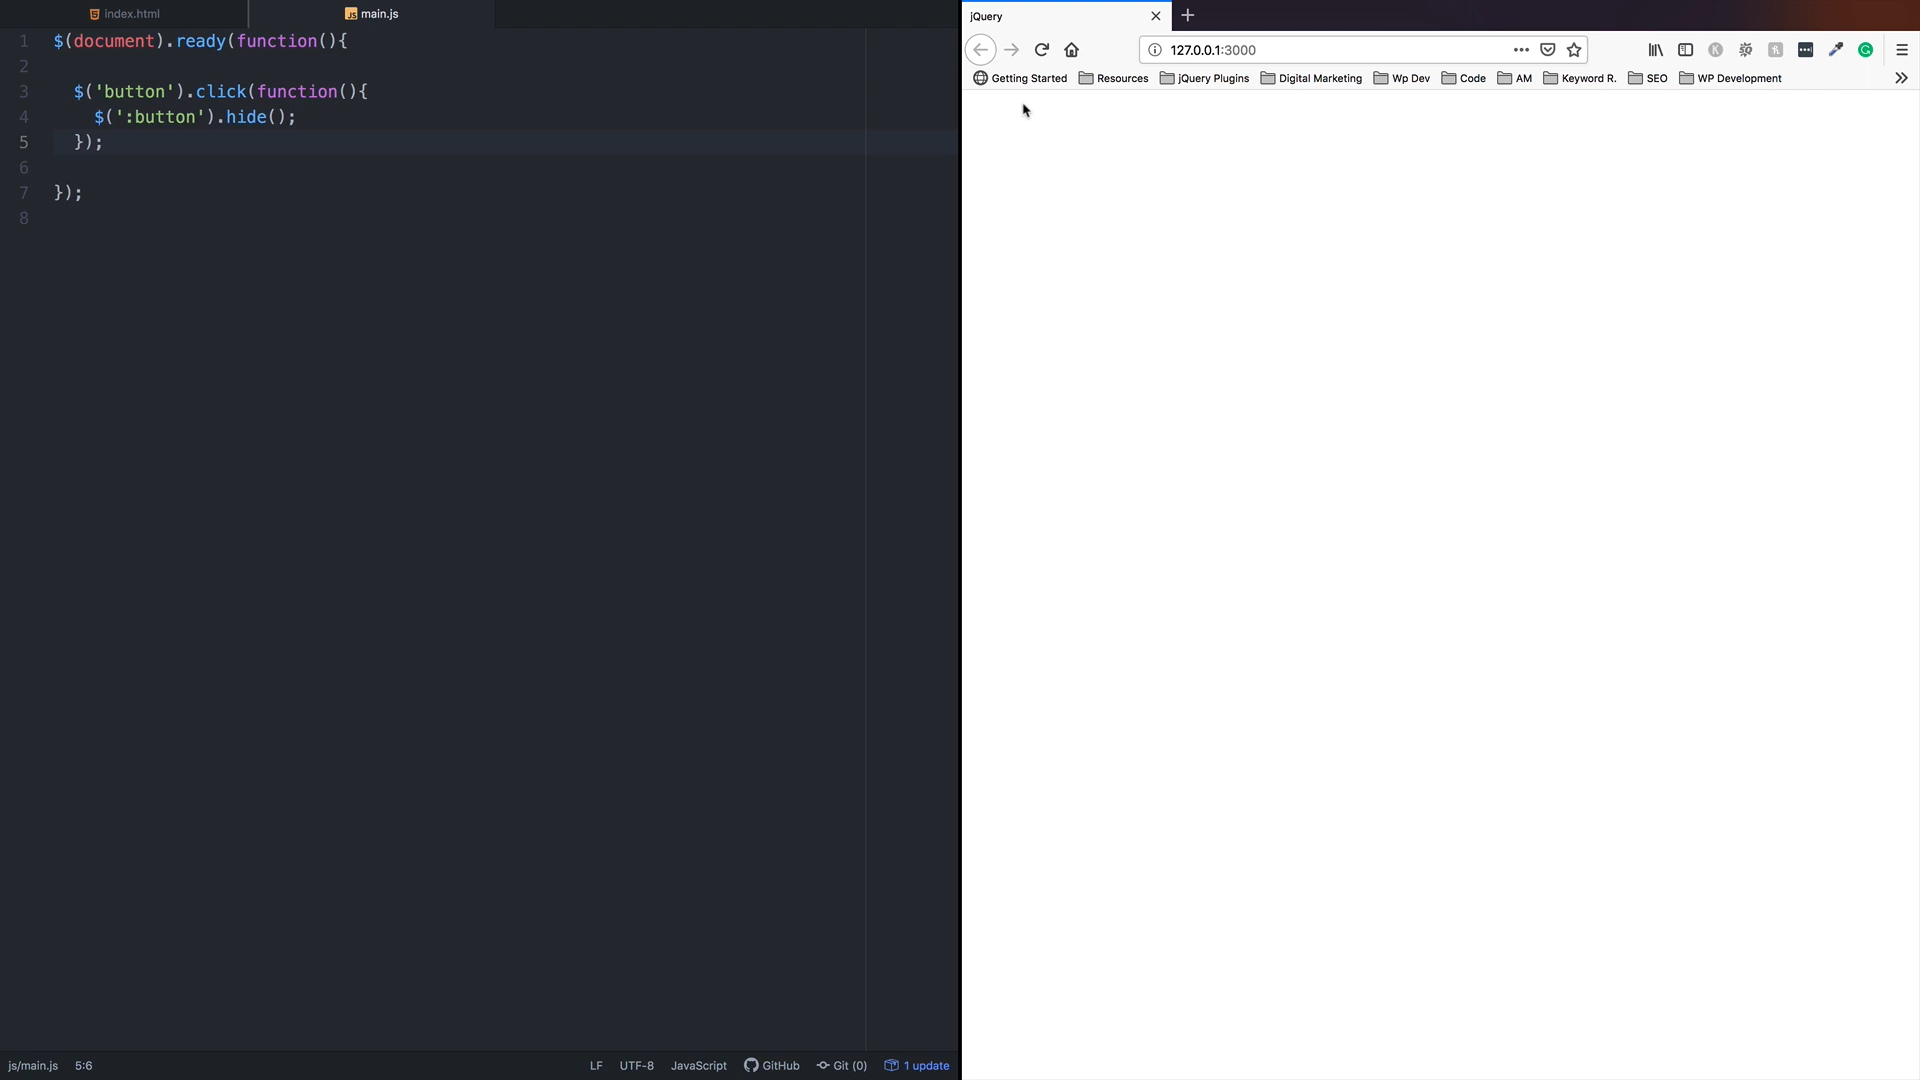 index.html
main.js
1 $(document).ready(function(){
2
3 $('button').click(function(){
4 $(':button').hide();
5 });
6
7 });
8
js/main.js 5:6 LF UTF-8 JavaScript GitHub Git (0) 1 update
jQuery
127.0.0.1:3000
Getting Started Resources jQuery Plugins Digital Marketing Wp Dev Code AM Keyword R. SEO WP Development